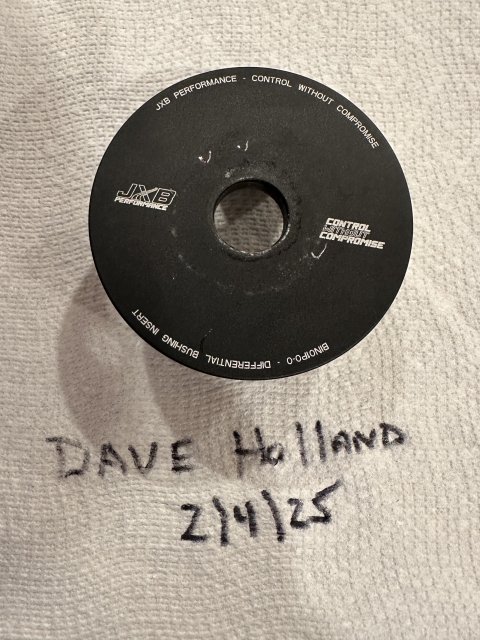 JXB PERFORMANCE - CONTROL WITHOUT COMPROMISE
JXB
PERFORMANCE
CONTROL
WITHOUT
COMPROMISE
BIN01P0-0 - DIFFERENTIAL BUSHING INSERT
DAVE HollAND
2/4/25